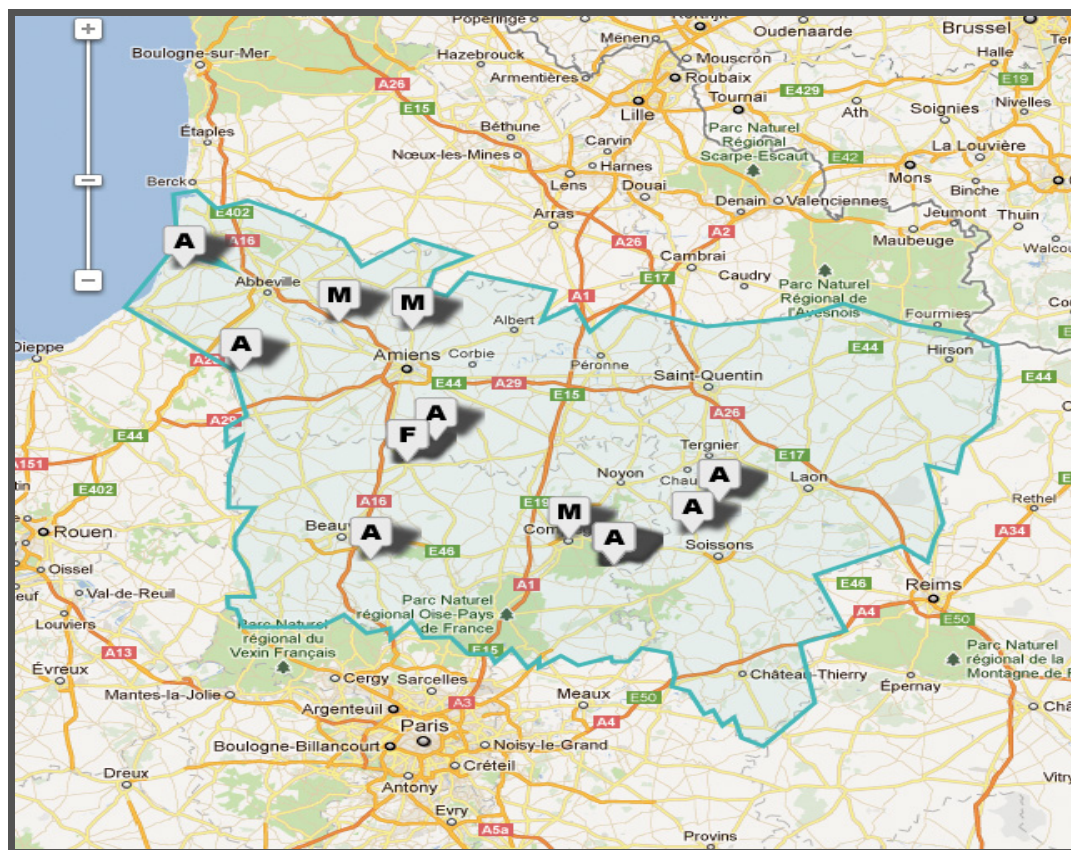 +
−
−
Poperinge
Menen
Oudenaarde
Brussel
Boulogne-sur-Mer
Hazebrouck
Mouscron
Halle
Armentières
Roubaix
E19
A26
E15
Lille
Tournai
E429
Ath
Soignies
Nivelles
Étaples
Béthune
Carvin
Parc Naturel
Régional
Scarpe-Escaut
La Louvière
Nœux-les-Mines
Harnes
E42
Mons
Binche
Berck
Lens
Douai
Denain
Valenciennes
Jeumont
Thuin
E402
Arras
A2
Maubeuge
A
A16
A26
Cambrai
E17
Caudry
Parc Naturel
Régional de
l'Avesnois
Abbeville
M
M
A1
Albert
Fournies
Dieppe
A
Amiens
Corbie
Péronne
Saint-Quentin
E44
Hirson
E44
E44
A29
E15
A26
A29
E44
A
F
Tergnier
E17
A151
E402
Noyon
A
Laon
Rethel
A16
E19
M
A
Rouen
A
E46
A
Soissons
A34
Oissel
Val-de-Reuil
Louviers
A1
E46
Reims
A4
E50
Parc Naturel
régional Oise-Pays
de France
Parc Naturel
régional du
Vexin Français
A13
E15
Parc Naturel
régional de la
Évreux
Cergy
Sarcelles
Château-Thierry
Épernay
Mantes-la-Jolie
Meaux
E50
Argenteuil
A3
A4
Paris
Boulogne-Billancourt
Noisy-le-Grand
Créteil
Dreux
Antony
Evry
A5a
Provins